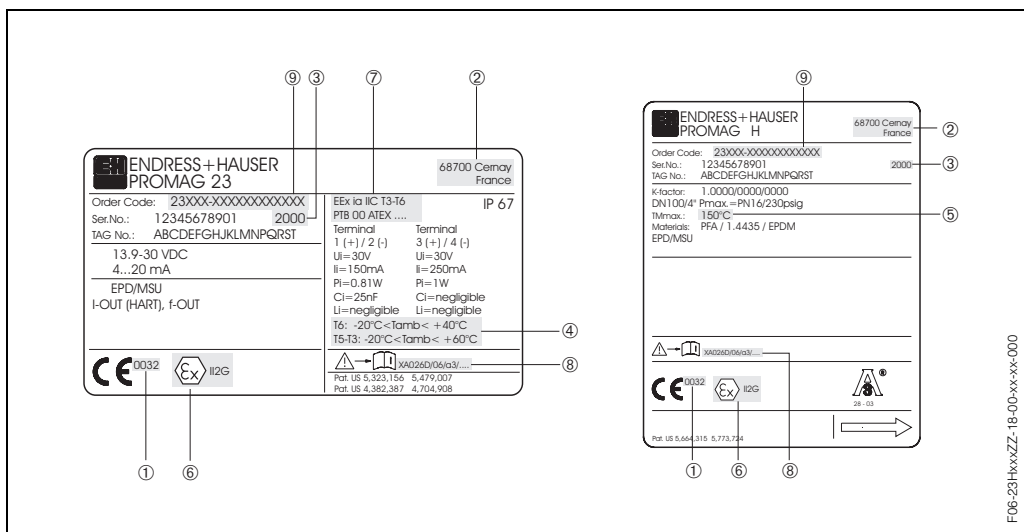 ⑨ ③ ⑦ ②
EH ENDRESS+HAUSER
PROMAG 23
68700 Cernay
France
Order Code: 23XXX-XXXXXXXXXXXX
Ser.No.: 12345678901 2000
TAG No.: ABCDEFGHJKLMNPQRST
13.9-30 VDC
4...20 mA
EPD/MSU
I-OUT (HART), f-OUT
EEx ia IIC T3-T6 IP 67
PTB 00 ATEX ....
Terminal Terminal
1 (+) / 2 (-) 3 (+) / 4 (-)
Ui=30V Ui=30V
Ii=150mA Ii=250mA
Pi=0.81W Pi=1W
Ci=25nF Ci=negligible
Li=negligible Li=negligible
T6: -20°C<Tamb< +40°C
T5-T3: -20°C<Tamb< +60°C
④
XA026D/06/a3/....
⑧
Pat. US 5,323,156 5,479,007
Pat. US 4,382,387 4,704,908
CE 0032 Ex II2G
① ⑥
⑨
ENDRESS+HAUSER
PROMAG H
68700 Cernay
France
②
Order Code: 23XXX-XXXXXXXXXXXX
Ser.No.: 12345678901 2000
③
TAG No.: ABCDEFGHJKLMNPQRST
K-factor: 1.0000/0000/0000
DN100/4" Pmax.=PN16/230psig
TMmax.: 150°C
⑤
Materials: PFA / 1.4435 / EPDM
EPD/MSU
XA026D/06/a3/....
CE 0032 Ex II2G
A3 ®
28 - 03
Pat. US 5,664,315 5,773,724
① ⑥ ⑧
F06-23HxxxZZ-18-00-xx-xx-000